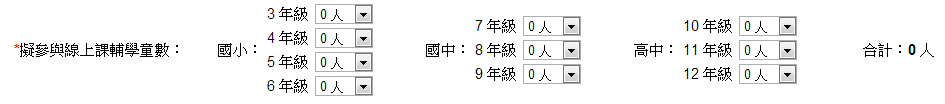 *擬參與線上課輔學童數：
國小：
3 年級 0 人
4 年級 0 人
5 年級 0 人
6 年級 0 人
國中：
7 年級 0 人
8 年級 0 人
9 年級 0 人
高中：
10 年級 0 人
11 年級 0 人
12 年級 0 人
合計：0 人